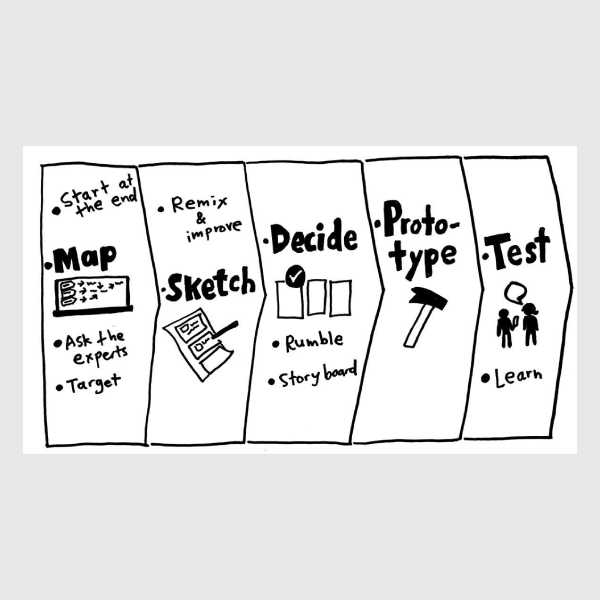 • Start at
the end
• Map
• Ask the
experts
• Target
• Remix
&
improve
• Sketch
• Decide
• Rumble
• Story board
• Proto-
type
• Test
• Learn